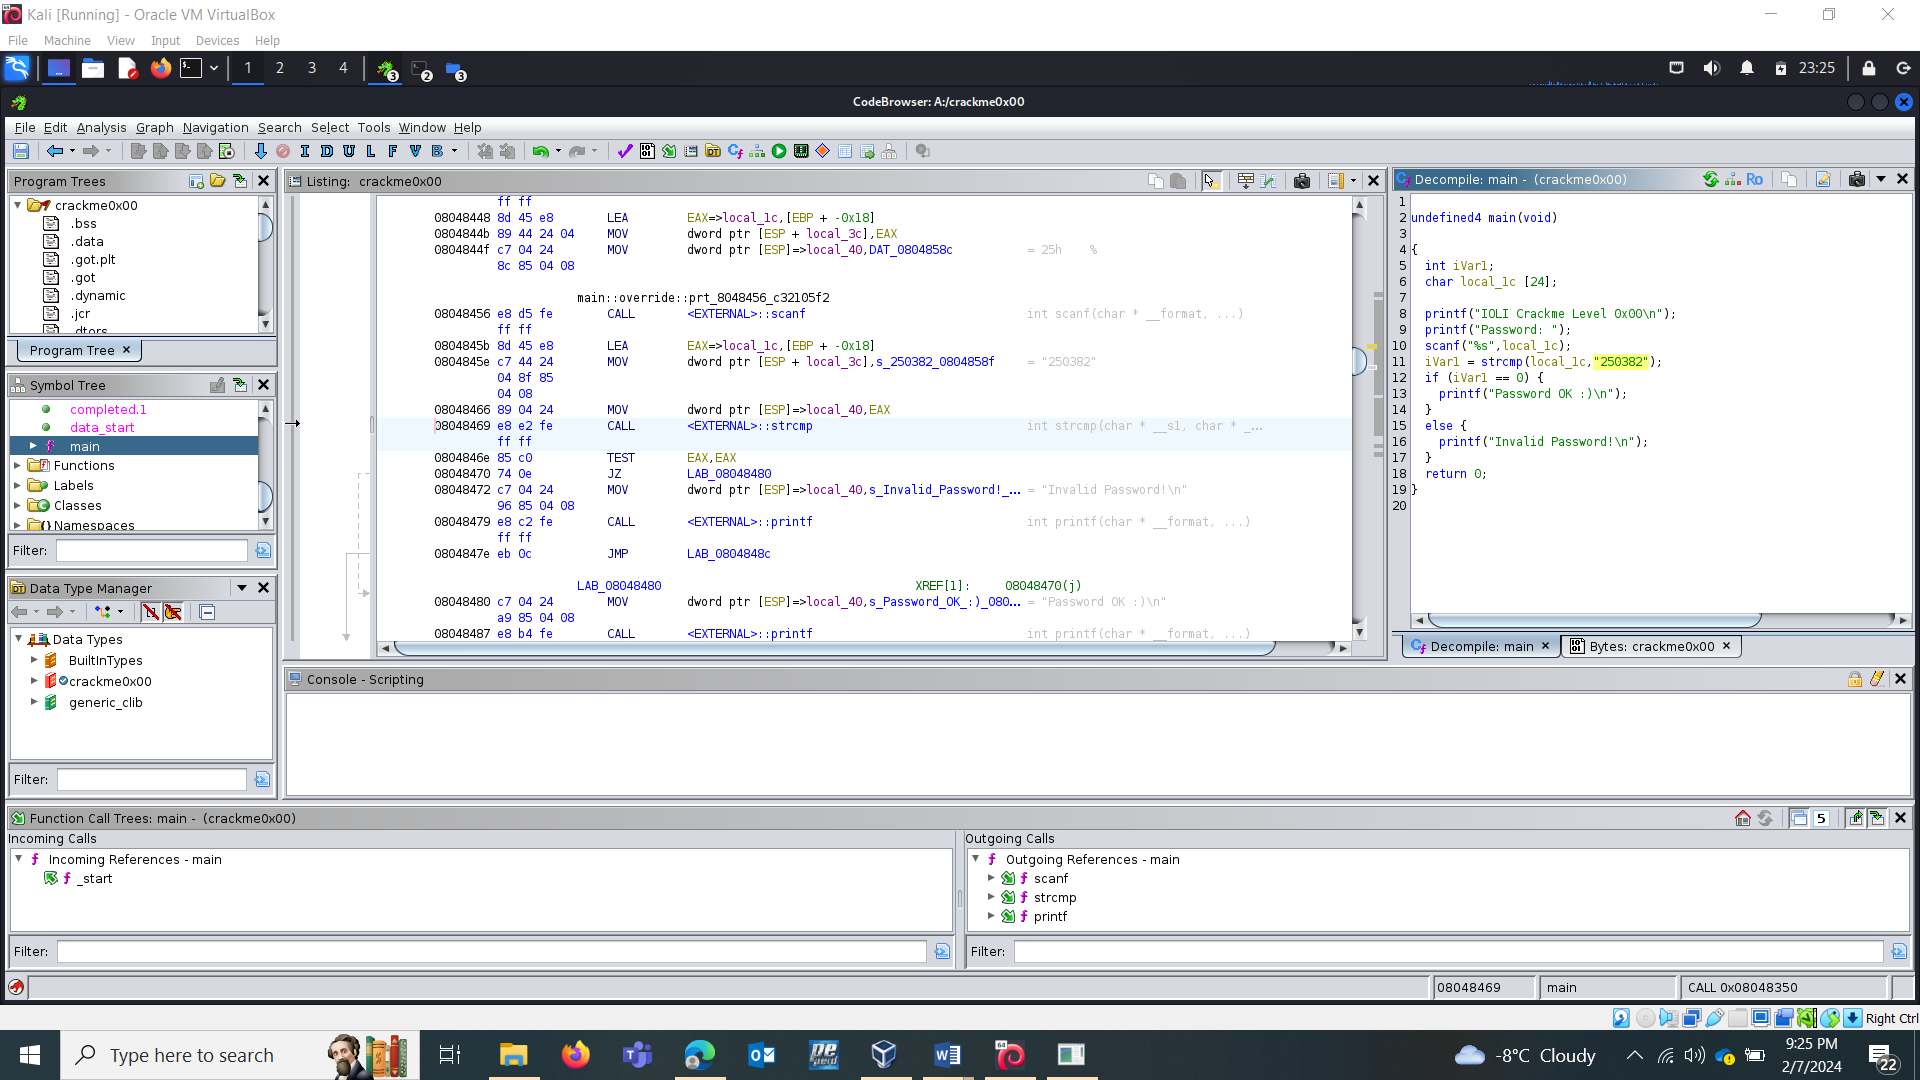 Kali [Running] - Oracle VM VirtualBox
File Machine View Input Devices Help
1 2 3 4 3 2 3 23:25
CodeBrowser: A:/crackme0x00
File Edit Analysis Graph Navigation Search Select Tools Window Help
I D U L F V B
Program Trees
crackme0x00
.bss
.data
.got.plt
.got
.dynamic
.jcr
.dtors
Program Tree ×
Symbol Tree
completed.1
data_start
f main
Functions
Labels
Classes
Namespaces
Filter:
Data Type Manager
Data Types
BuiltInTypes
crackme0x00
generic_clib
Filter:
Listing: crackme0x00
ff ff
08048448 8d 45 e8 LEA EAX=>local_1c,[EBP + -0x18]
0804844b 89 44 24 04 MOV dword ptr [ESP + local_3c],EAX
0804844f c7 04 24 MOV dword ptr [ESP]=>local_40,DAT_0804858c = 25h %
8c 85 04 08
main::override::prt_8048456_c32105f2
08048456 e8 d5 fe CALL <EXTERNAL>::scanf int scanf(char * __format, ...)
ff ff
0804845b 8d 45 e8 LEA EAX=>local_1c,[EBP + -0x18]
0804845e c7 44 24 MOV dword ptr [ESP + local_3c],s_250382_0804858f = "250382"
04 8f 85
04 08
08048466 89 04 24 MOV dword ptr [ESP]=>local_40,EAX
08048469 e8 e2 fe CALL <EXTERNAL>::strcmp int strcmp(char * __s1, char * _...
ff ff
0804846e 85 c0 TEST EAX,EAX
08048470 74 0e JZ LAB_08048480
08048472 c7 04 24 MOV dword ptr [ESP]=>local_40,s_Invalid_Password!_... = "Invalid Password!\n"
96 85 04 08
08048479 e8 c2 fe CALL <EXTERNAL>::printf int printf(char * __format, ...)
ff ff
0804847e eb 0c JMP LAB_0804848c
LAB_08048480 XREF[1]: 08048470(j)
08048480 c7 04 24 MOV dword ptr [ESP]=>local_40,s_Password_OK_:)_080... = "Password OK :)\n"
a9 85 04 08
08048487 e8 b4 fe CALL <EXTERNAL>::printf int printf(char * __format, ...)
Decompile: main - (crackme0x00)
Ro
1
2 undefined4 main(void)
3
4 {
5 int iVar1;
6 char local_1c [24];
7
8 printf("IOLI Crackme Level 0x00\n");
9 printf("Password: ");
10 scanf("%s",local_1c);
11 iVar1 = strcmp(local_1c,"250382");
12 if (iVar1 == 0) {
13 printf("Password OK :)\n");
14 }
15 else {
16 printf("Invalid Password!\n");
17 }
18 return 0;
19 }
20
Decompile: main × Bytes: crackme0x00 ×
Console - Scripting
Function Call Trees: main - (crackme0x00)
5
Incoming Calls
f Incoming References - main
f _start
Filter:
Outgoing Calls
f Outgoing References - main
f scanf
f strcmp
f printf
Filter:
08048469 main CALL 0x08048350
Right Ctrl
Type here to search
-8°C Cloudy
9:25 PM
2/7/2024
22